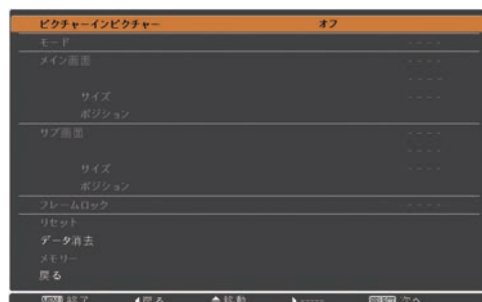 ピクチャーインピクチャー オフ
モード - - - -
メイン画面 - - - -
- - - -
サイズ - - - -
ポジション
サブ画面 - - - -
- - - -
サイズ - - - -
ポジション
フレームロック - - - -
リセット
データ消去
メモリー
戻る
MENU 終了 ◀戻る ◆移動 ▶----- SELECT 次へ